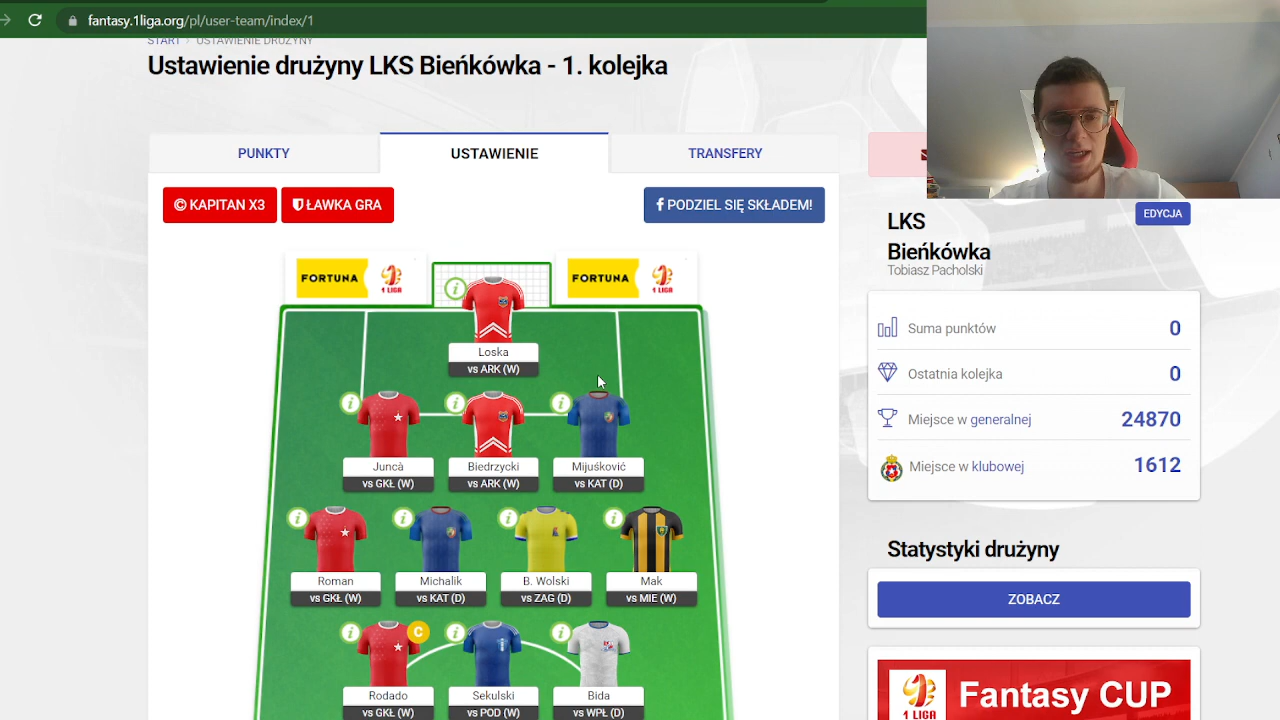 fantasy.1liga.org/pl/user-team/index/1
START USTAWIENIE DRUŻYNY
Ustawienie drużyny LKS Bieńkówka - 1. kolejka
PUNKTY
USTAWIENIE
TRANSFERY
KAPITAN X3
ŁAWKA GRA
PODZIEL SIĘ SKŁADEM!
FORTUNA
1 LIGA
FORTUNA
1 LIGA
Loska
vs ARK (W)
Juncà
vs GKŁ (W)
Biedrzycki
vs ARK (W)
Mijušković
vs KAT (D)
Roman
vs GKŁ (W)
Michalik
vs KAT (D)
B. Wolski
vs ZAG (D)
Mak
vs MIE (W)
C
Rodado
vs GKŁ (W)
Sekulski
vs POD (W)
Bida
vs WPŁ (D)
LKS
Bieńkówka
EDYCJA
Tobiasz Pacholski
Suma punktów 0
Ostatnia kolejka 0
Miejsce w generalnej 24870
Miejsce w klubowej 1612
Statystyki drużyny
ZOBACZ
1 LIGA
Fantasy CUP